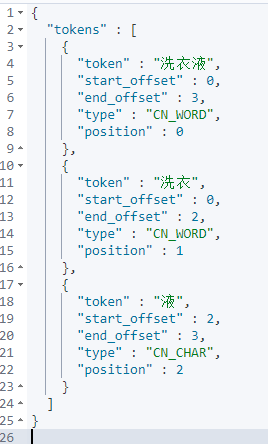 1 {
2 "tokens" : [
3 {
4 "token" : "洗衣液",
5 "start_offset" : 0,
6 "end_offset" : 3,
7 "type" : "CN_WORD",
8 "position" : 0
9 },
10 {
11 "token" : "洗衣",
12 "start_offset" : 0,
13 "end_offset" : 2,
14 "type" : "CN_WORD",
15 "position" : 1
16 },
17 {
18 "token" : "液",
19 "start_offset" : 2,
20 "end_offset" : 3,
21 "type" : "CN_CHAR",
22 "position" : 2
23 }
24 ]
25 }
26